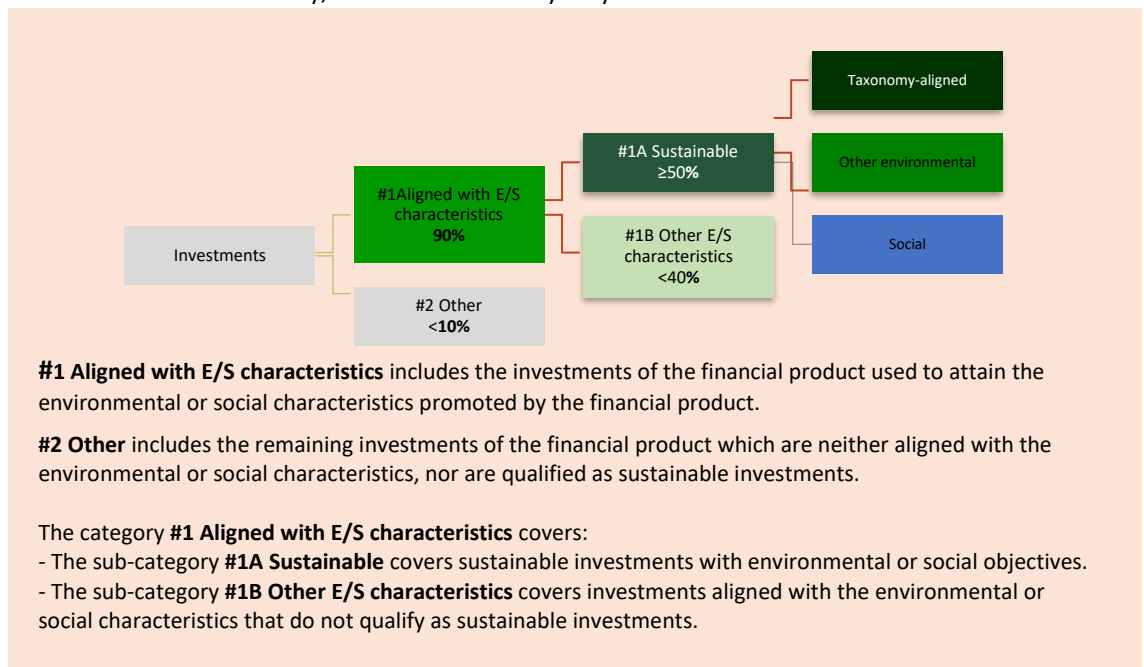 Taxonomy-aligned
#1A Sustainable
≥50%
Other environmental
#1Aligned with E/S
characteristics
90%
#1B Other E/S
characteristics
<40%
Social
Investments
#2 Other
<10%
#1 Aligned with E/S characteristics includes the investments of the financial product used to attain the
environmental or social characteristics promoted by the financial product.
#2 Other includes the remaining investments of the financial product which are neither aligned with the
environmental or social characteristics, nor are qualified as sustainable investments.
The category #1 Aligned with E/S characteristics covers:
- The sub-category #1A Sustainable covers sustainable investments with environmental or social objectives.
- The sub-category #1B Other E/S characteristics covers investments aligned with the environmental or
social characteristics that do not qualify as sustainable investments.